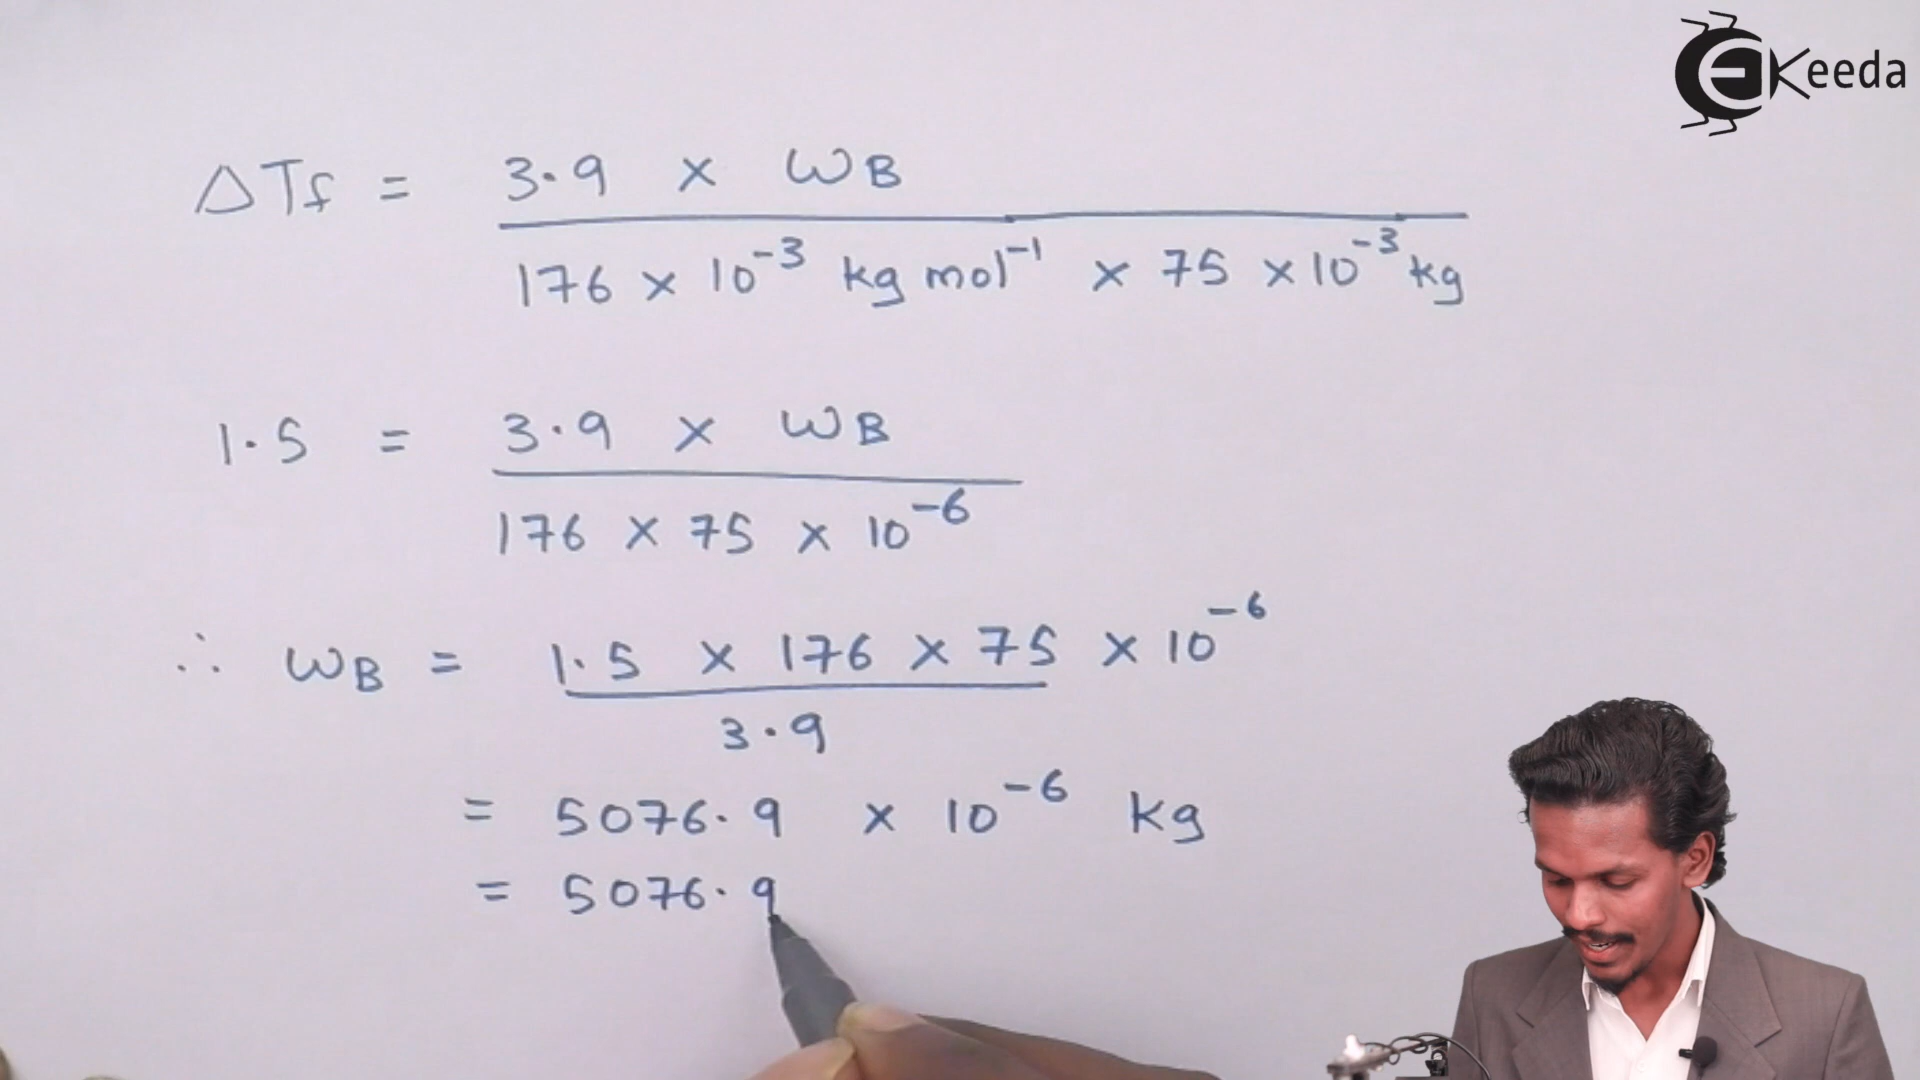 EKeeda
ΔTf = 3.9 × WB
176 × 10⁻³ kg mol⁻¹ × 75 × 10⁻³ kg
1.5 = 3.9 × WB
176 × 75 × 10⁻⁶
∴ WB = 1.5 × 176 × 75 × 10⁻⁶
3.9
= 5076.9 × 10⁻⁶ kg
= 5076.9